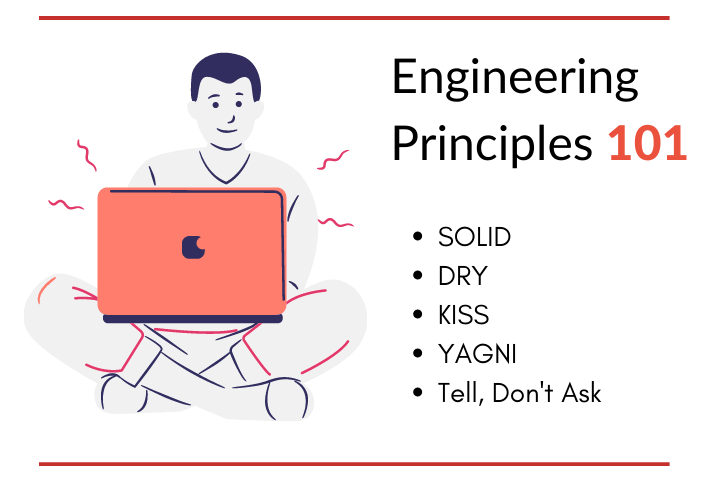 Engineering
Principles 101
• SOLID
• DRY
• KISS
• YAGNI
• Tell, Don't Ask